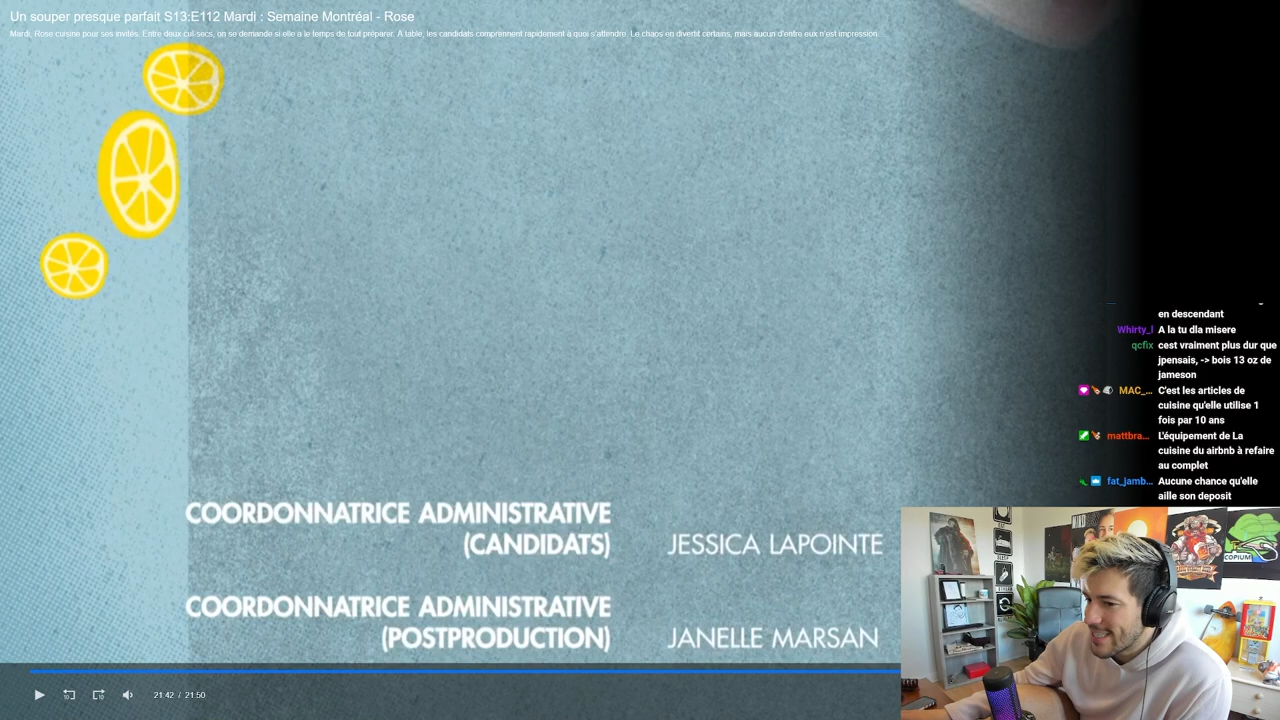 Un souper presque parfait S13:E112 Mardi : Semaine Montréal - Rose
Mardi, Rose cuisine pour ses invités. Entre deux cul-secs, on se demande si elle a le temps de tout préparer. À table, les candidats comprennent rapidement à quoi s'attendre. Le chaos en divertit certains, mais aucun d'entre eux n'est impression.
en descendant
Whirty_l A la tu dla misere
qcfix cest vraiment plus dur que
jpensais, -> bois 13 oz de
jameson
MAC_... C'est les articles de
cuisine qu'elle utilise 1
fois par 10 ans
mattbra... L'équipement de La
cuisine du airbnb à refaire
au complet
fat_jamb... Aucune chance qu'elle
aille son deposit
COORDONNATRICE ADMINISTRATIVE
(CANDIDATS) JESSICA LAPOINTE
COORDONNATRICE ADMINISTRATIVE
(POSTPRODUCTION) JANELLE MARSAN
COPIUM
10 10
21:42 / 21:50